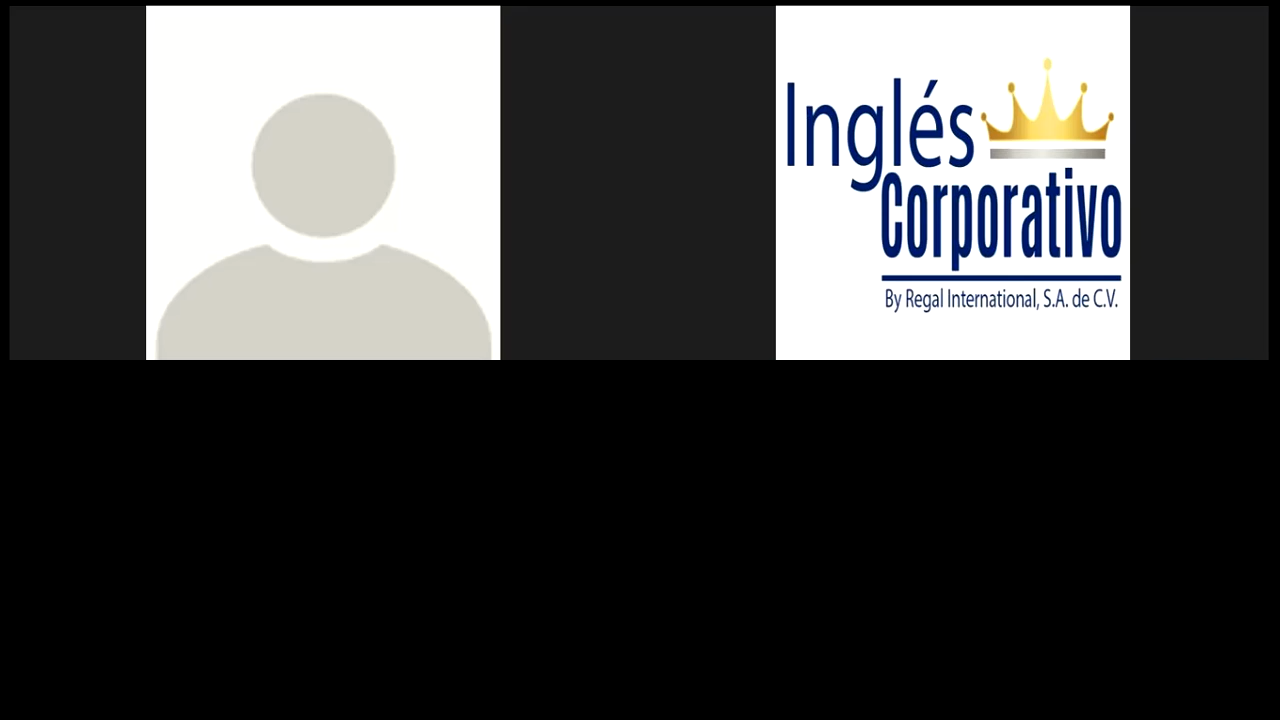 Inglés
Corporativo
By Regal International, S.A. de C.V.